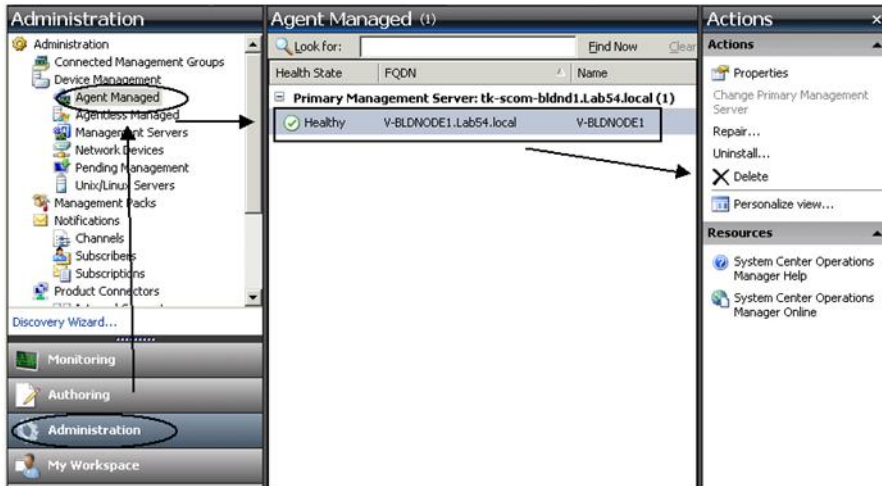 Administration
Administration
Connected Management Groups
Device Management
Agent Managed
Agentless Managed
Management Servers
Network Devices
Pending Management
Unix/Linux Servers
Management Packs
Notifications
Channels
Subscribers
Subscriptions
Product Connectors
Discovery Wizard...
Monitoring
Authoring
Administration
My Workspace
Agent Managed (1)
Look for:
Find Now
Clear
Health State
FQDN
Name
Primary Management Server: tk-scom-bldnd1.Lab54.local (1)
Healthy
V-BLDNODE1.Lab54.local
V-BLDNODE1
Actions
Actions
Properties
Change Primary Management
Server
Repair...
Uninstall...
Delete
Personalize view...
Resources
System Center Operations
Manager Help
System Center Operations
Manager Online